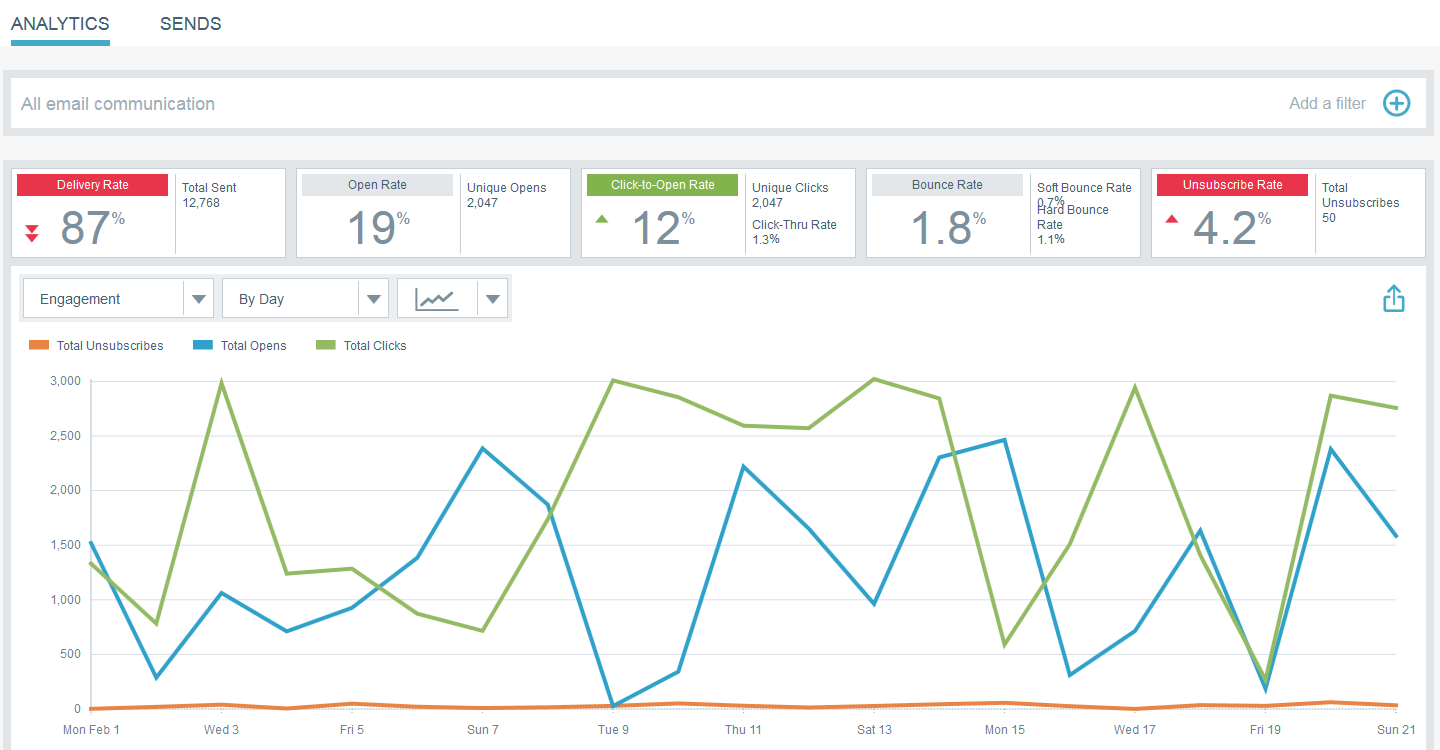 ANALYTICS SENDS
All email communication Add a filter
Delivery Rate
87%
Total Sent
12,768
Open Rate
19%
Unique Opens
2,047
Click-to-Open Rate
12%
Unique Clicks
2,047
Click-Thru Rate
1.3%
Bounce Rate
1.8%
Soft Bounce Rate
0.7%
Hard Bounce
Rate
1.1%
Unsubscribe Rate
4.2%
Total
Unsubscribes
50
Engagement By Day
Total Unsubscribes Total Opens Total Clicks
3,000
2,500
2,000
1,500
1,000
500
0
Mon Feb 1 Wed 3 Fri 5 Sun 7 Tue 9 Thu 11 Sat 13 Mon 15 Wed 17 Fri 19 Sun 21